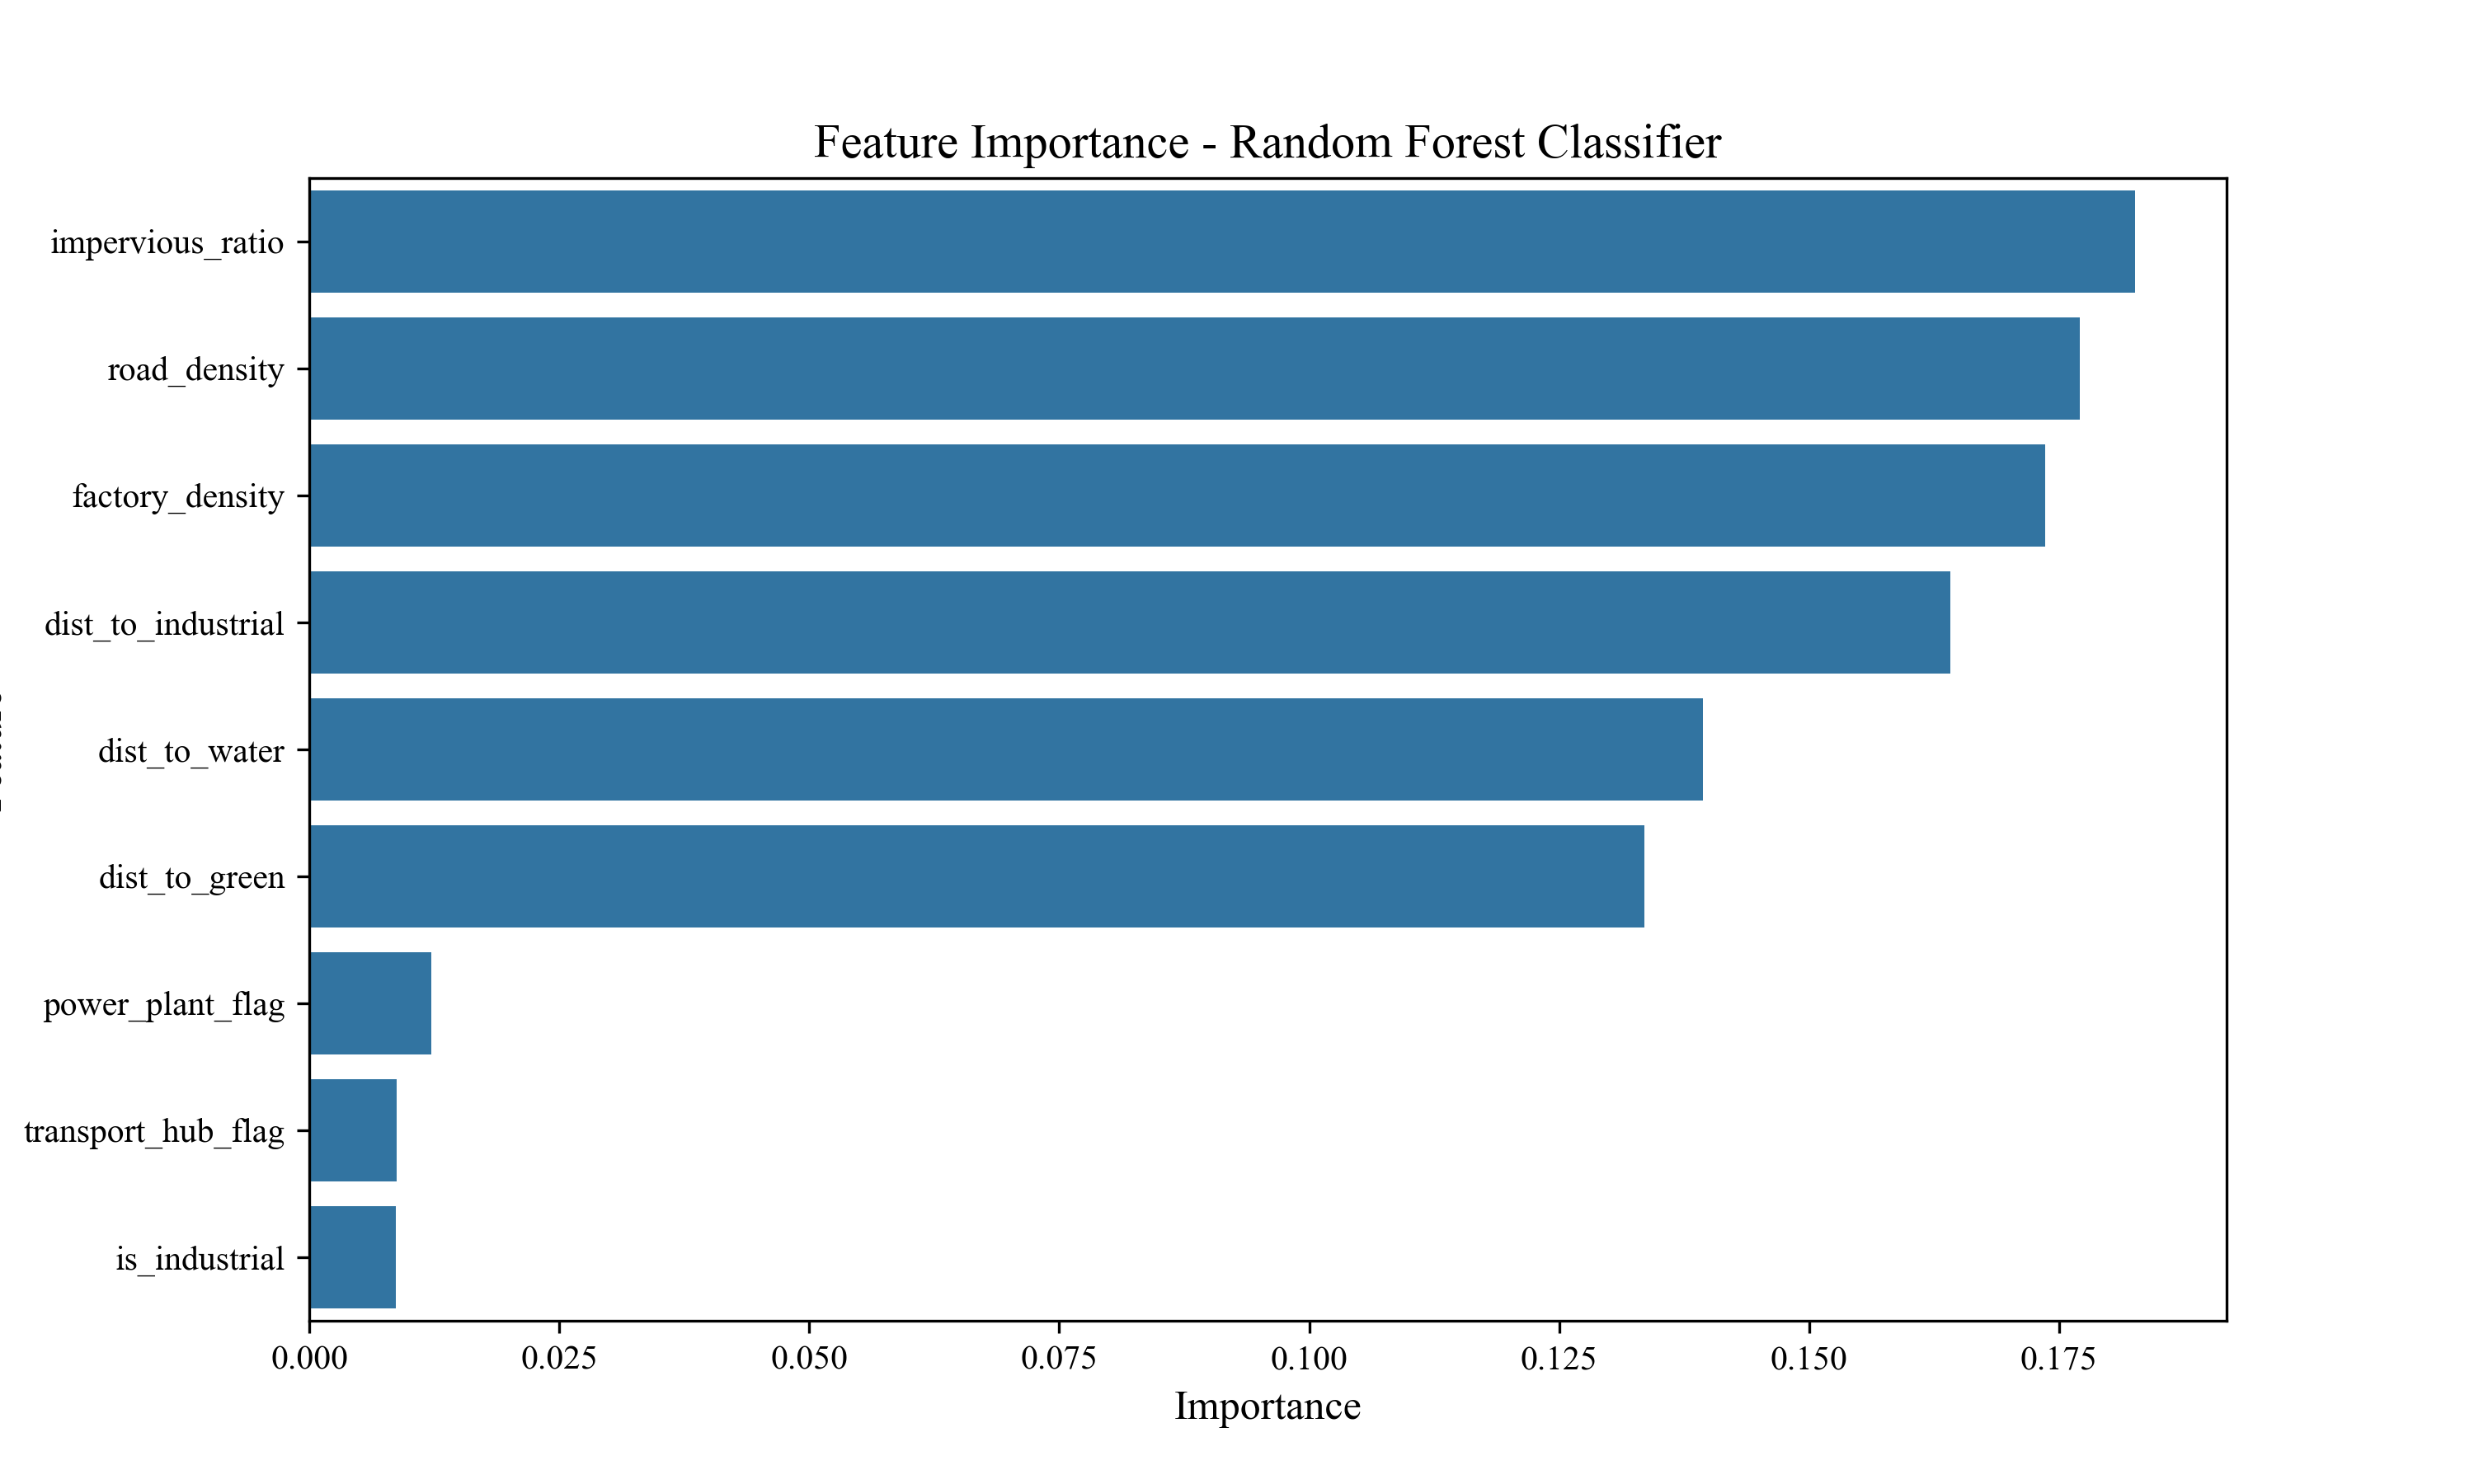 Feature Importance - Random Forest Classifier
impervious_ratio
road_density
factory_density
dist_to_industrial
dist_to_water
dist_to_green
power_plant_flag
transport_hub_flag
is_industrial
0.000 0.025 0.050 0.075 0.100 0.125 0.150 0.175
Importance